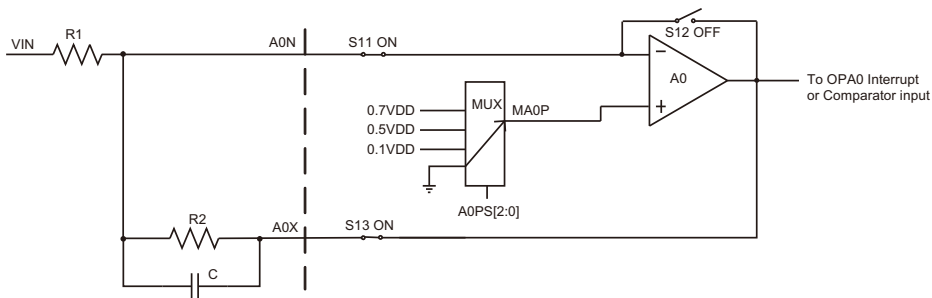 VIN
R1
A0N
S11 ON
S12 OFF
A0
To OPA0 Interrupt
or Comparator input
MUX
MA0P
0.7VDD
0.5VDD
0.1VDD
A0PS[2:0]
R2
A0X
S13 ON
C